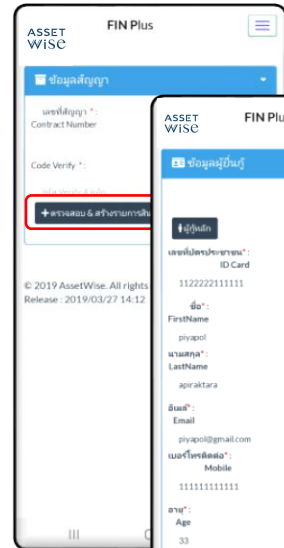 ASSET
WISE
FIN Plus
ข้อมูลสัญญา
เลขที่สัญญา * :
Contract Number
Code Verify * :
+ ตรวจสอบ & สร้างรายการสิน
© 2019 AssetWise. All rights
Release : 2019/03/27 14:12
ASSET
WISE
FIN Plu
ข้อมูลผู้ยื่นกู้
ผู้กู้หลัก
เลขที่บัตรประชาชน* :
ID Card
1122222111111
ชื่อ* :
FirstName
piyapol
นามสกุล* :
LastName
apiraktara
อีเมล์* :
Email
piyapol@gmail.com
เบอร์โทรติดต่อ* :
Mobile
111111111111
อายุ* :
Age
33